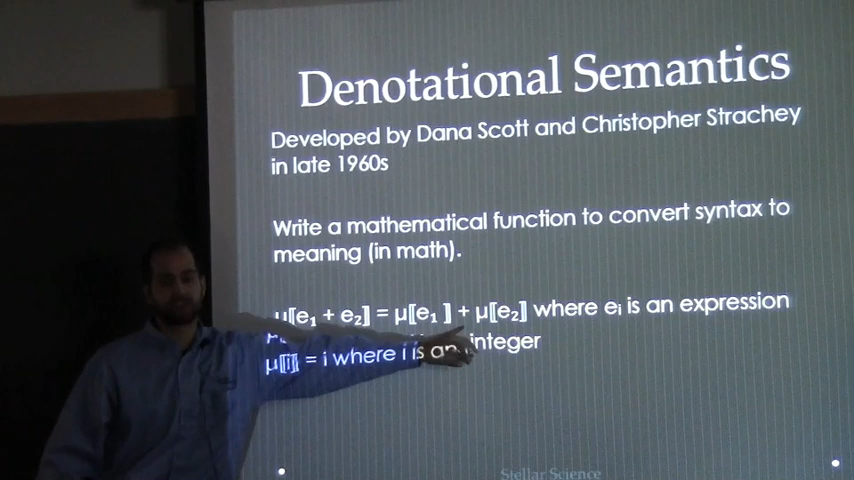 Denotational Semantics
Developed by Dana Scott and Christopher Strachey
in late 1960s
Write a mathematical function to convert syntax to
meaning (in math).
μ⟦e₁ + e₂⟧ = μ⟦e₁ ⟧ + μ⟦e₂⟧ where eᵢ is an expression
μ⟦i⟧ = i where i is an integer
Stellar Science